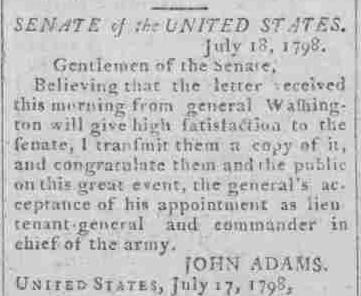 SENATE of the UNITED STATES.
July 18, 1798.
Gentlemen of the Senate,
Believing that the letter received
this morning from general Waſhing-
ton will give high ſatisfaction to the
ſenate, I tranſmit them a copy of it,
and congratulate them and the public
on this great event, the general's ac-
ceptance of his appointment as lieu
tenant-general and commander in
chief of the army.
JOHN ADAMS.
UNITED STATES, July 17, 1798,